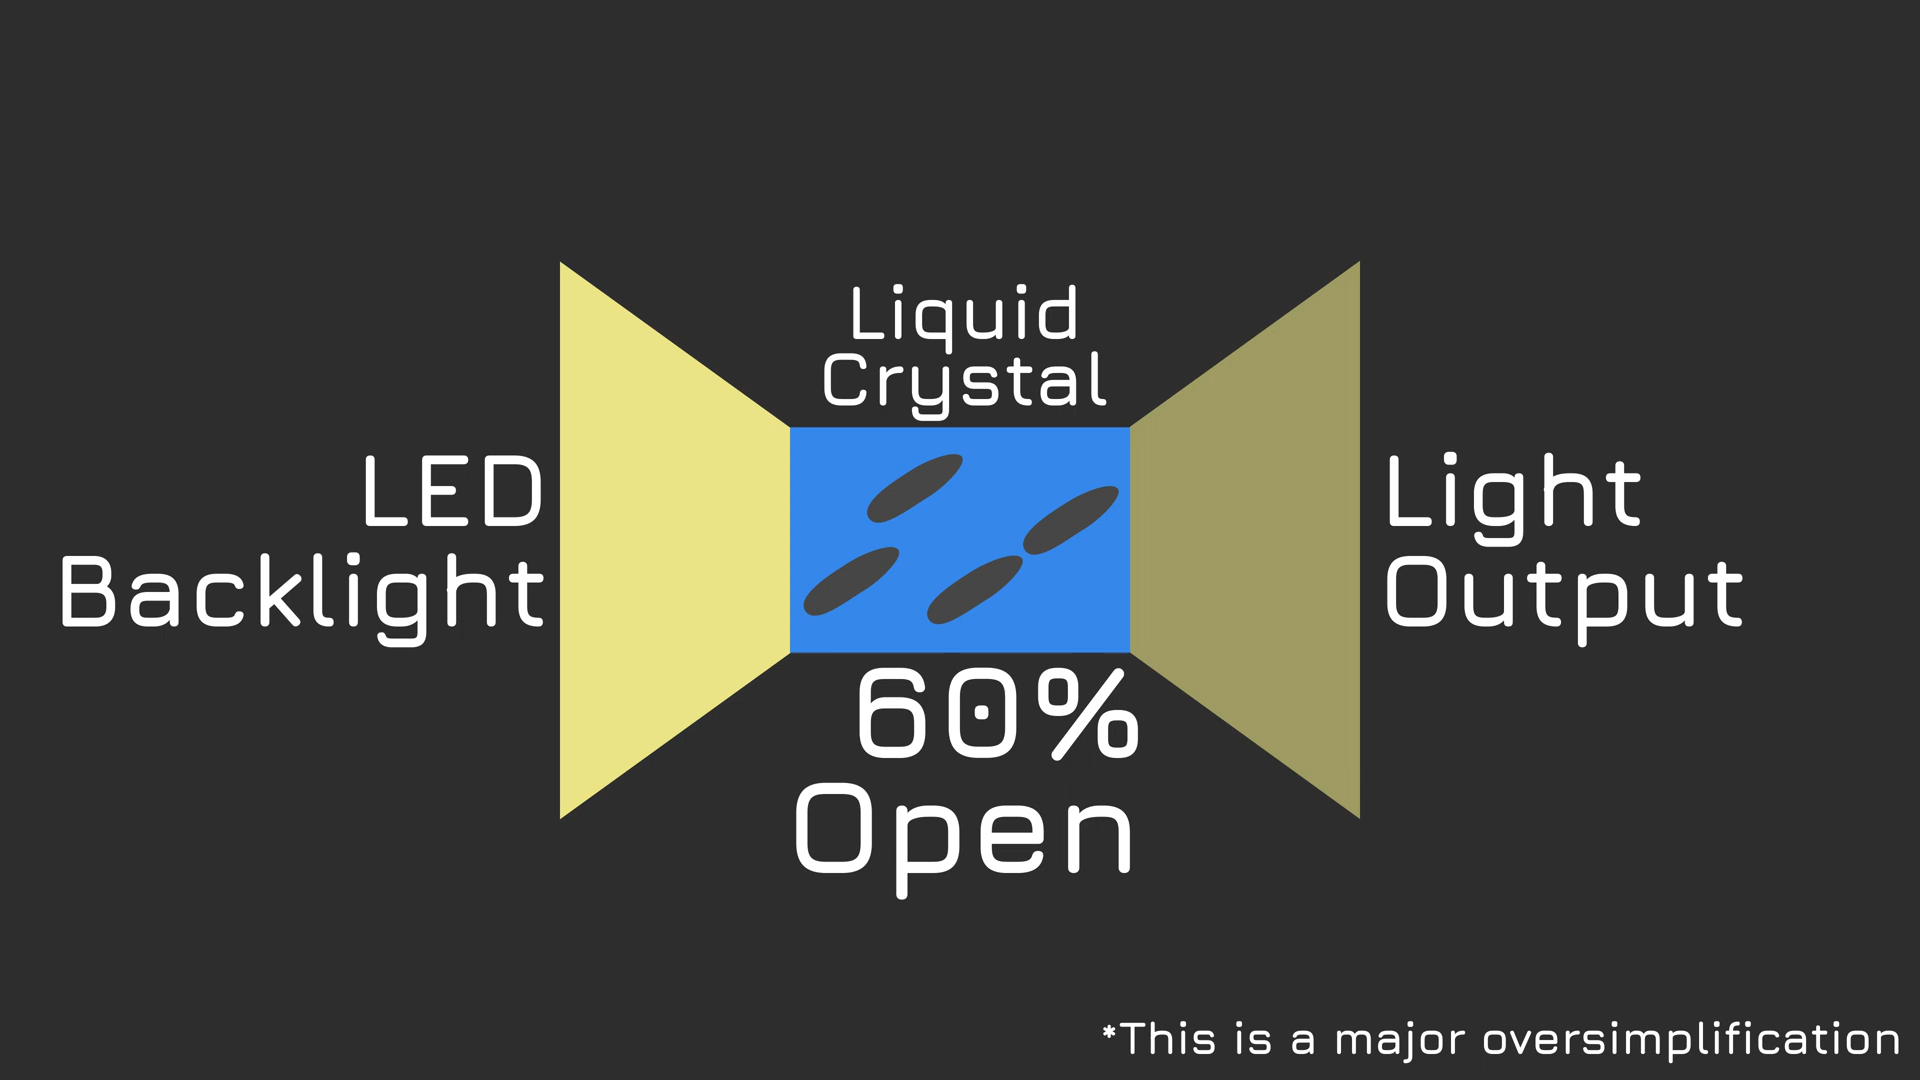 Liquid
Crystal
LED
Backlight
Light
Output
60%
Open
*This is a major oversimplification